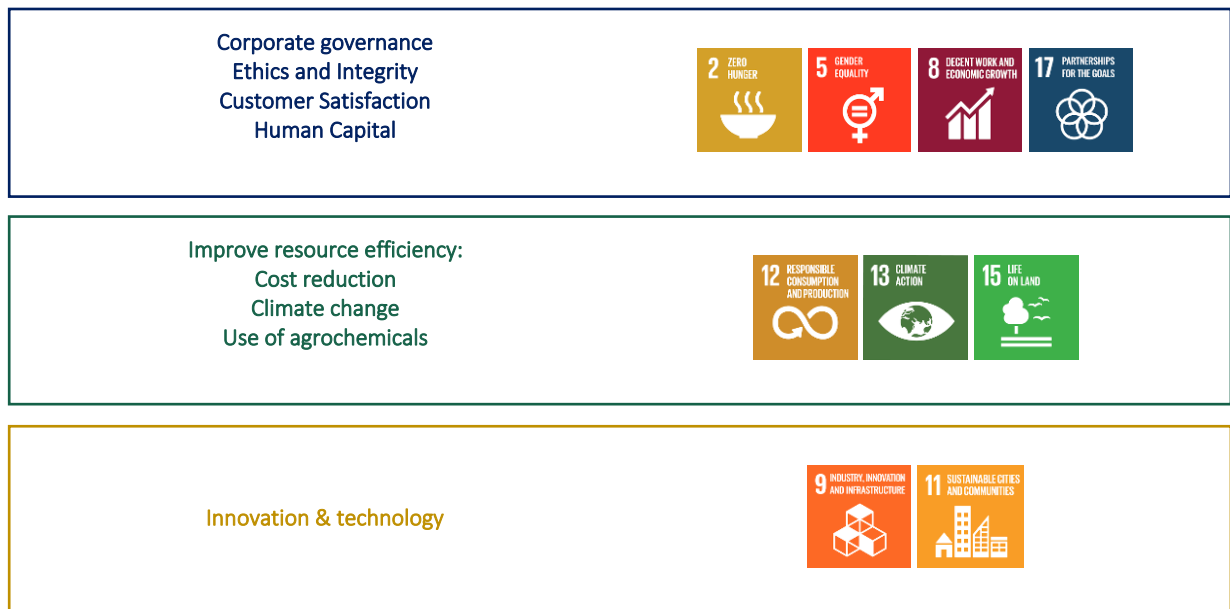 Corporate governance
Ethics and Integrity
Customer Satisfaction
Human Capital
2 ZERO
HUNGER
5 GENDER
EQUALITY
8 DECENT WORK AND
ECONOMIC GROWTH
17 PARTNERSHIPS
FOR THE GOALS
Improve resource efficiency:
Cost reduction
Climate change
Use of agrochemicals
12 RESPONSIBLE
CONSUMPTION
AND PRODUCTION
13 CLIMATE
ACTION
15 LIFE
ON LAND
Innovation & technology
9 INDUSTRY, INNOVATION
AND INFRASTRUCTURE
11 SUSTAINABLE CITIES
AND COMMUNITIES